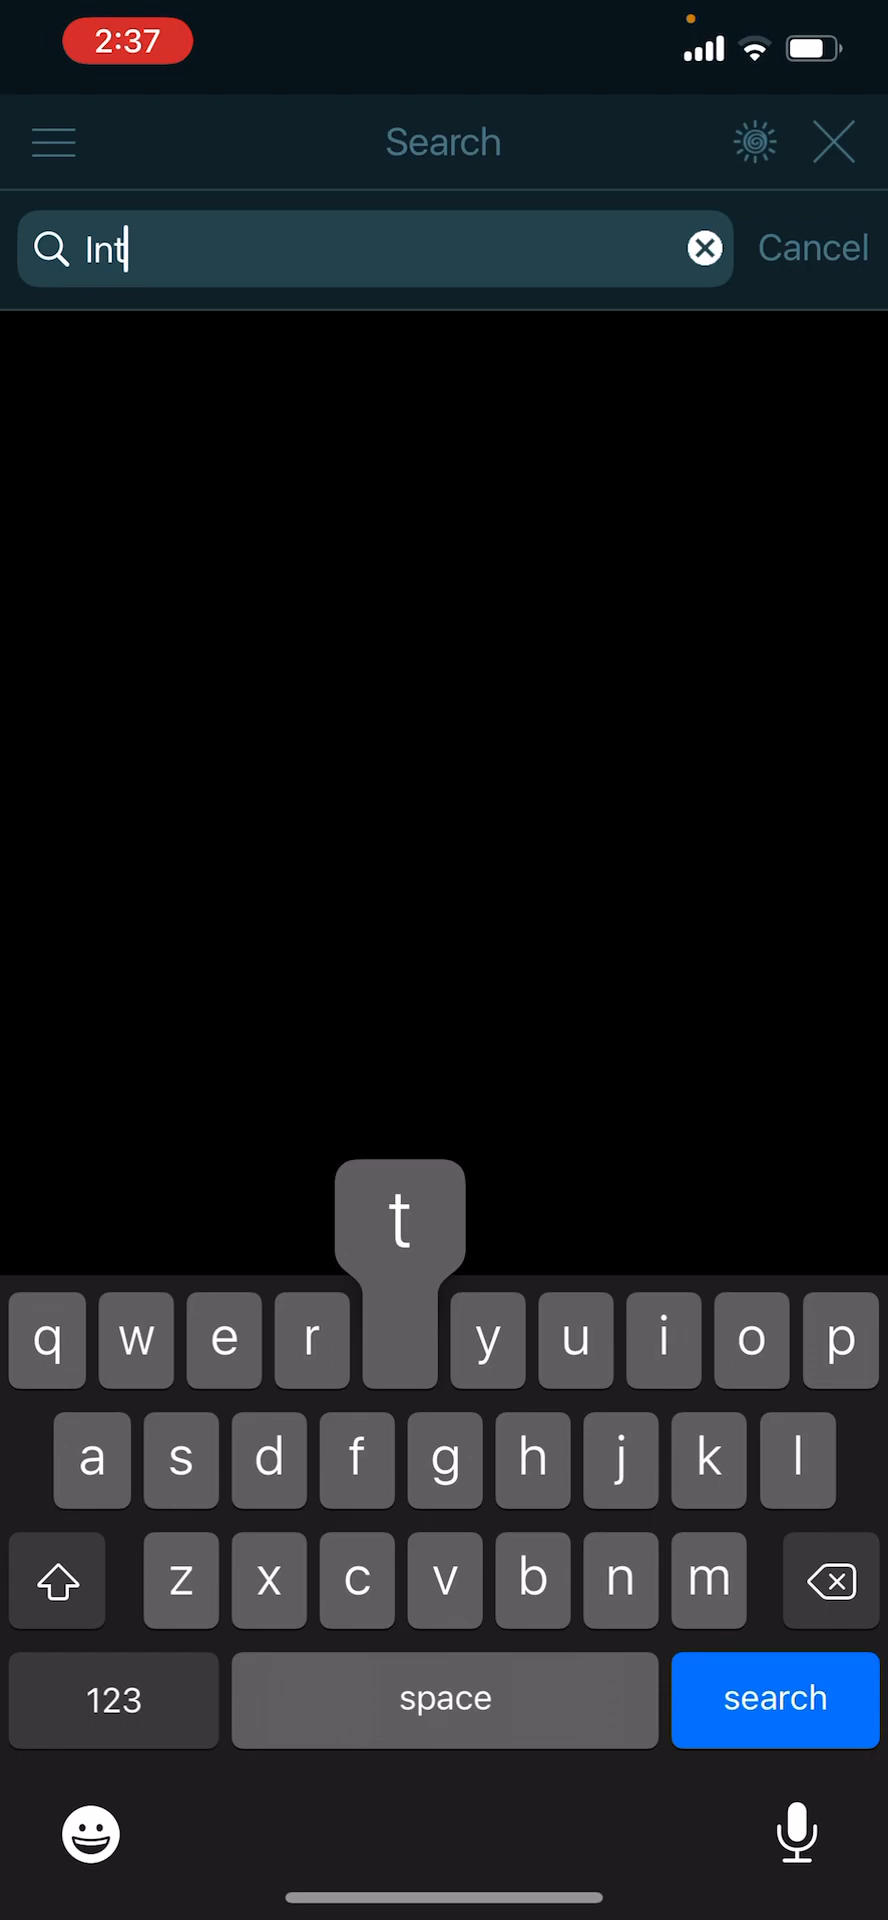 2:37
Search
Int
Cancel
t
q w e r y u i o p
a s d f g h j k l
z x c v b n m
123 space search